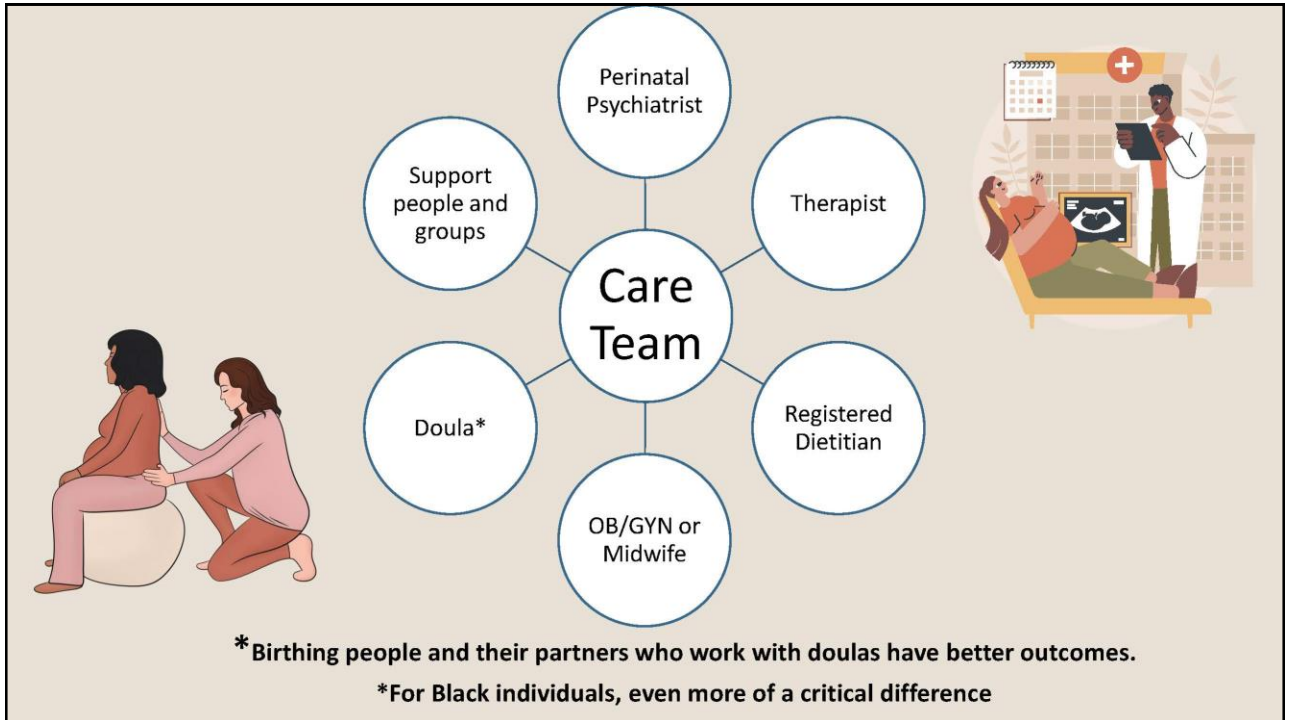 Perinatal
Psychiatrist
Support
people and
groups
Therapist
Care
Team
Doula*
Registered
Dietitian
OB/GYN or
Midwife
*Birthing people and their partners who work with doulas have better outcomes.
*For Black individuals, even more of a critical difference